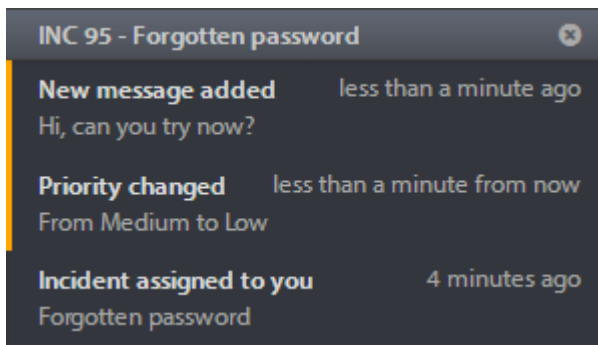 INC 95 - Forgotten password
New message added less than a minute ago
Hi, can you try now?
Priority changed less than a minute from now
From Medium to Low
Incident assigned to you 4 minutes ago
Forgotten password